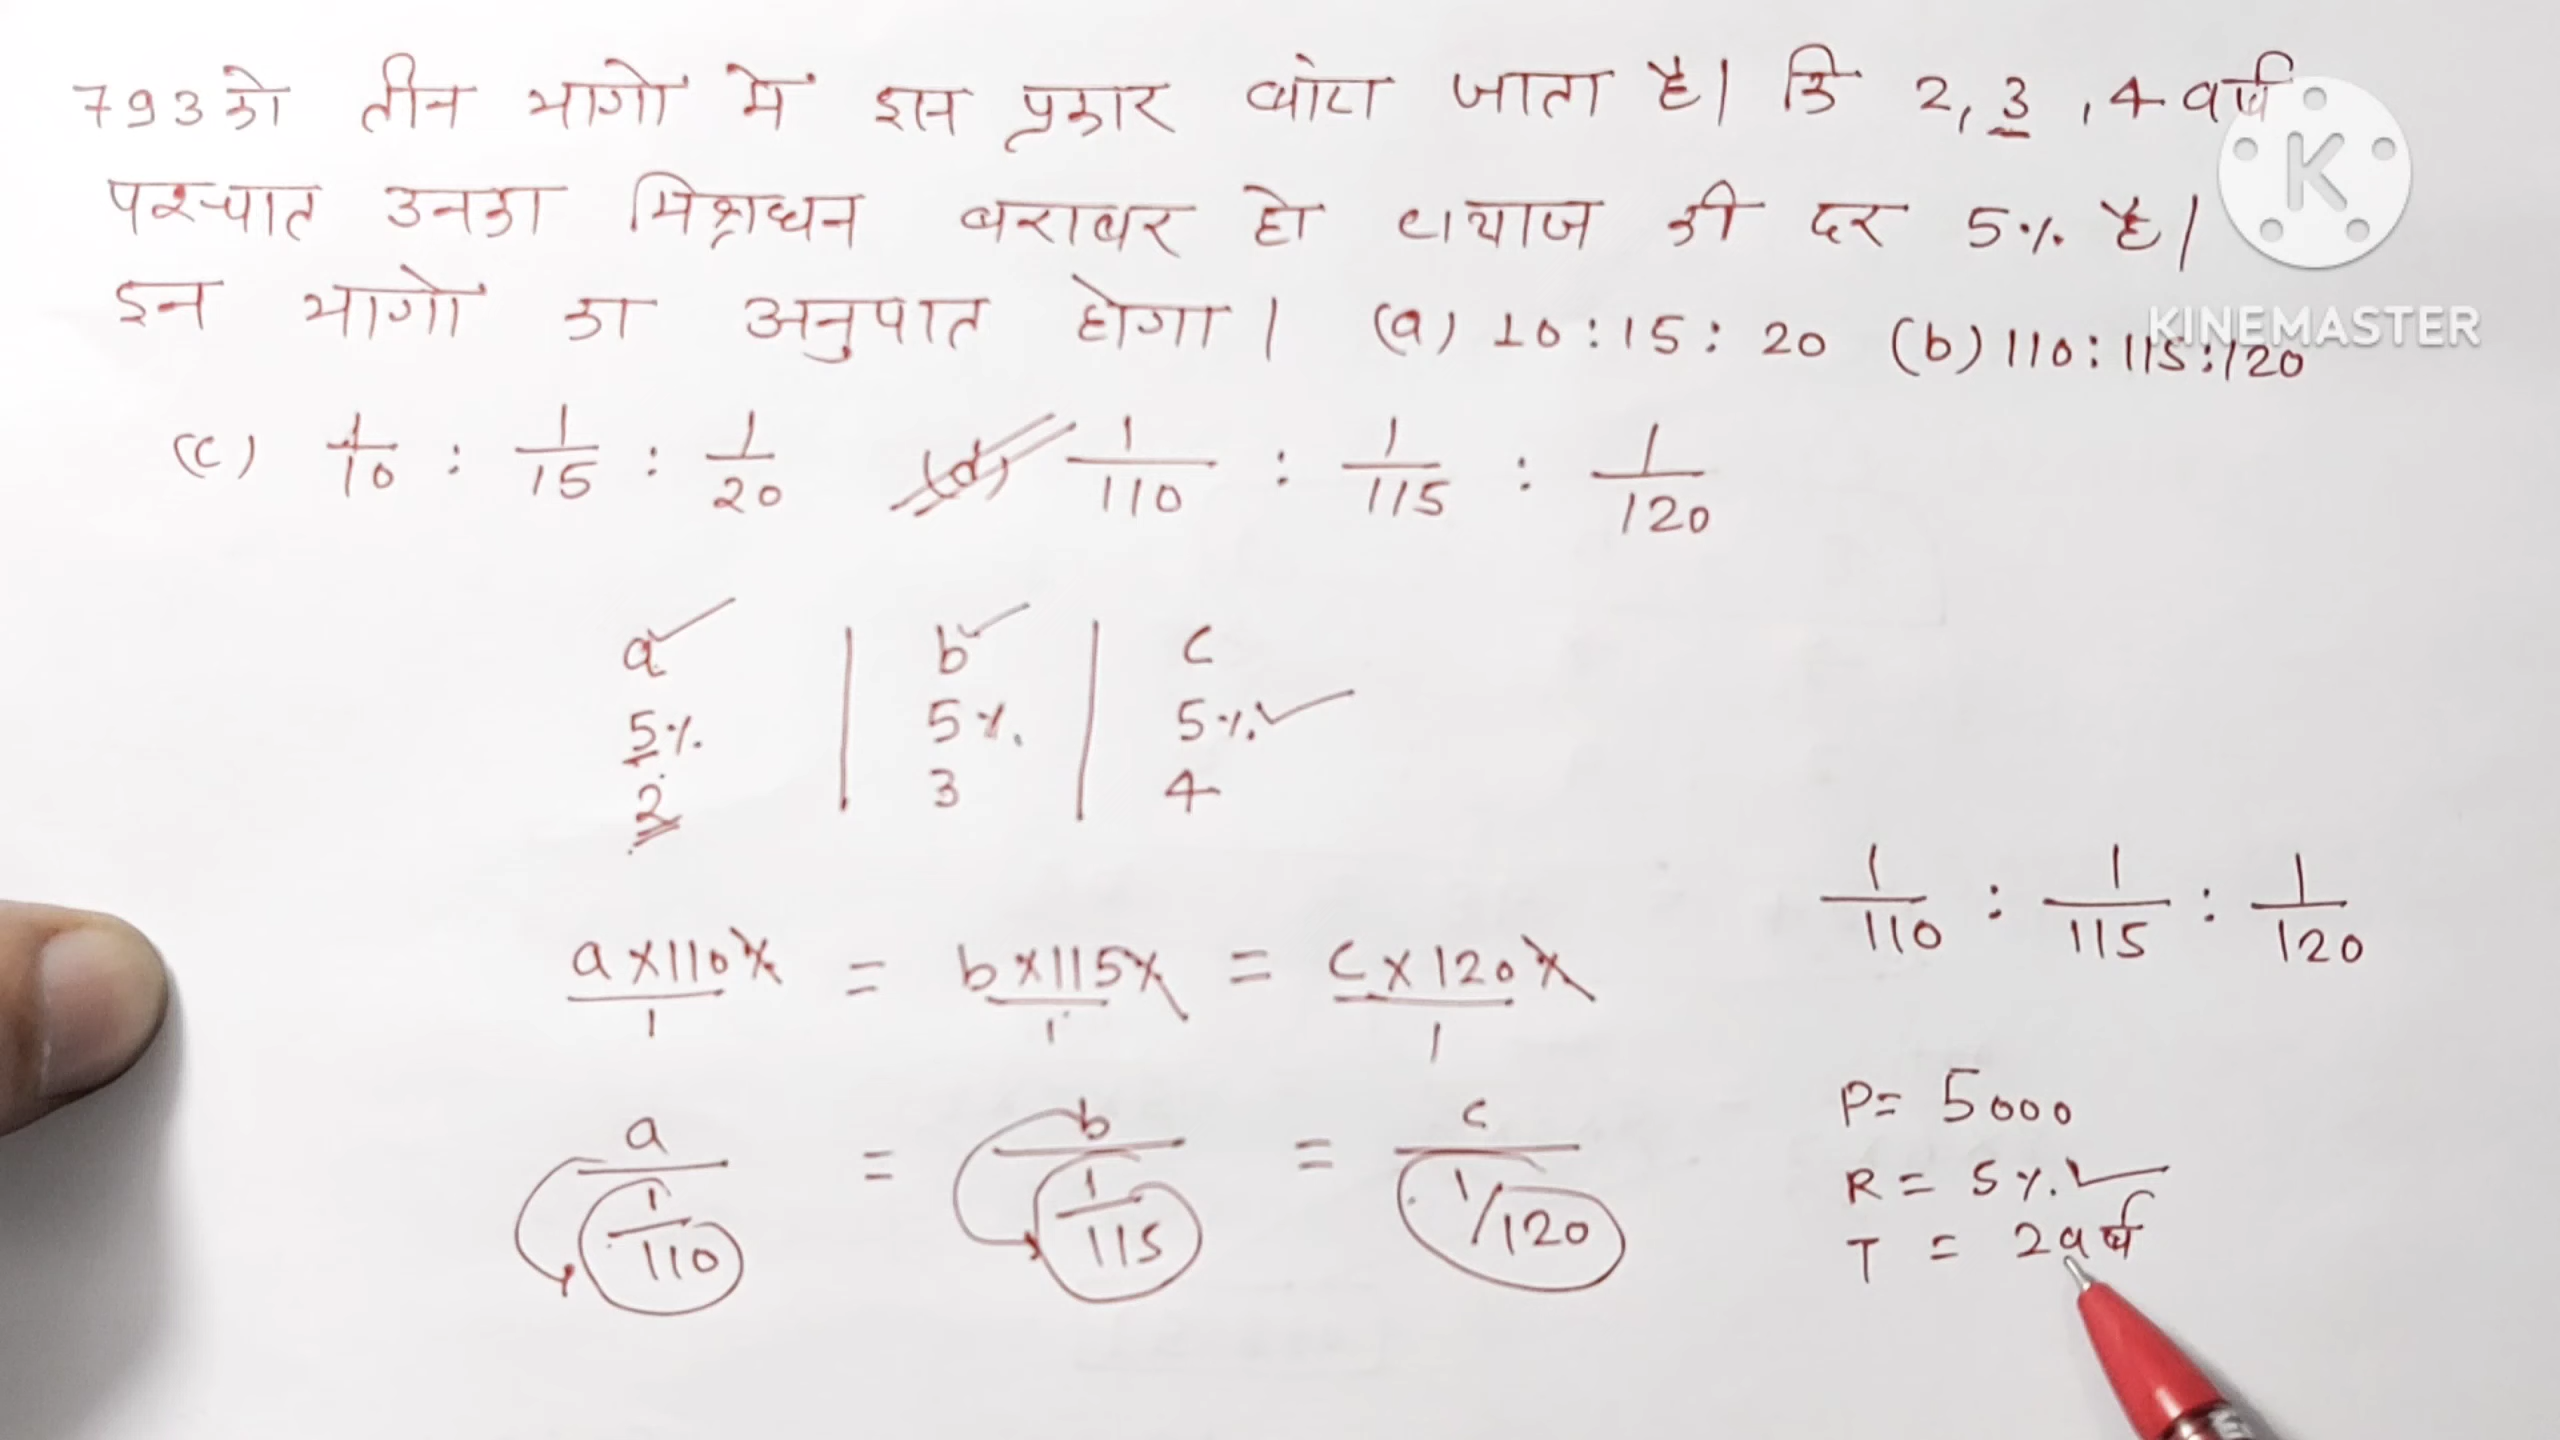 793 को तीन भागो मे इस प्रकार बांटा जाता है। कि 2, 3, 4 वर्ष
पश्चात उनका मिश्रधन बराबर हो ब्याज की दर 5% है।
इन भागो का अनुपात होगा। (a) 10 : 15 : 20 (b) 110 : 115 : 120
KINEMASTER
(c) 1/10 : 1/15 : 1/20 (d) 1/110 : 1/115 : 1/120
a | b | c
5% 5% 5%
2 3 4
1/110 : 1/115 : 1/120
a×110%/1 = b×115%/1 = c×120%/1
a/(1/110) = b/(1/115) = c/(1/120)
P = 5000
R = 5%
T = 2 वर्ष